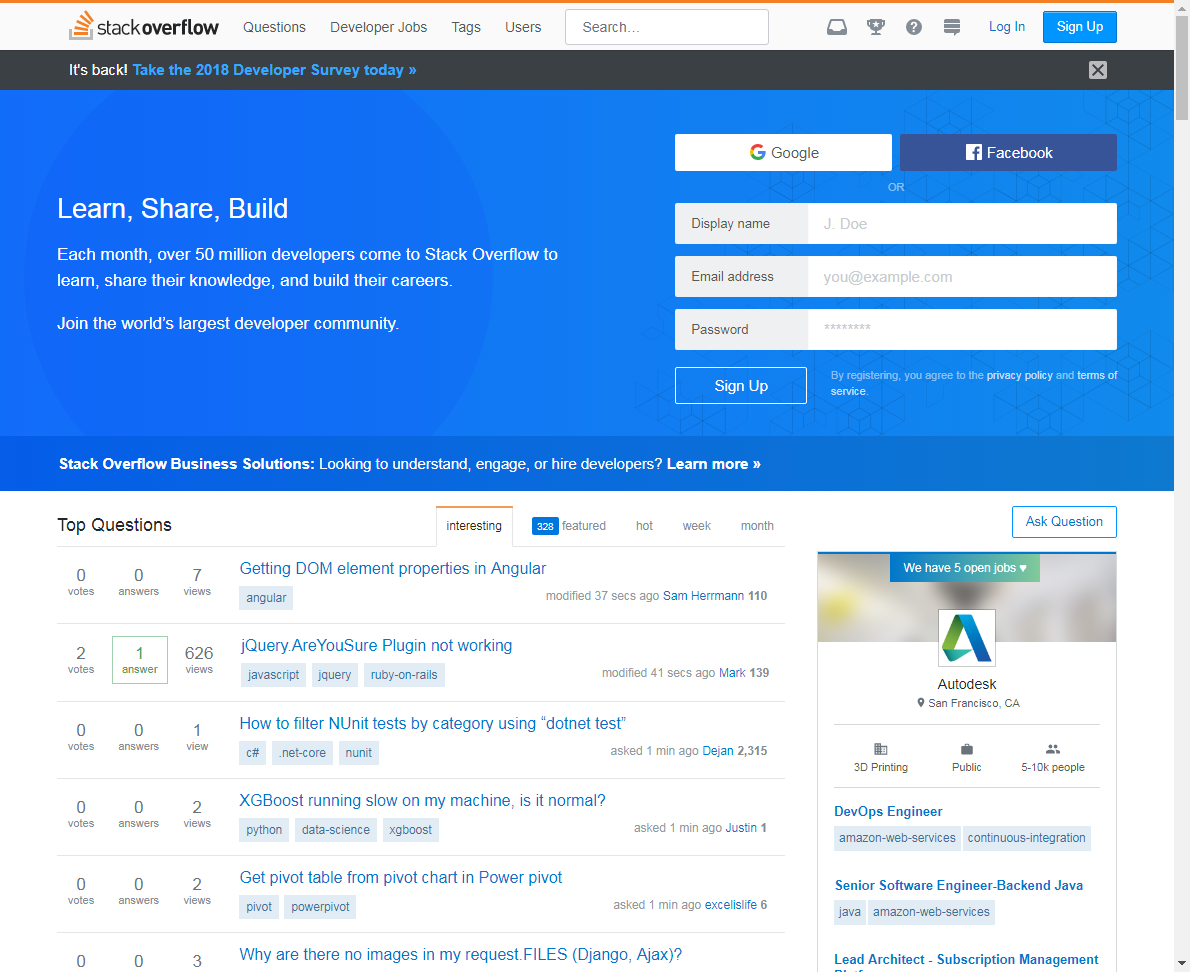 stackoverflow Questions Developer Jobs Tags Users Search... Log In Sign Up
It's back! Take the 2018 Developer Survey today »
Google Facebook
OR
Learn, Share, Build
Display name J. Doe
Each month, over 50 million developers come to Stack Overflow to
learn, share their knowledge, and build their careers.
Email address you@example.com
Join the world's largest developer community.
Password ********
Sign Up
By registering, you agree to the privacy policy and terms of
service.
Stack Overflow Business Solutions: Looking to understand, engage, or hire developers? Learn more »
Top Questions
interesting 328 featured hot week month
Ask Question
0 votes 0 answers 7 views
Getting DOM element properties in Angular
angular
modified 37 secs ago Sam Herrmann 110
2 votes 1 answer 626 views
jQuery.AreYouSure Plugin not working
javascript jquery ruby-on-rails
modified 41 secs ago Mark 139
0 votes 0 answers 1 view
How to filter NUnit tests by category using “dotnet test”
c# .net-core nunit
asked 1 min ago Dejan 2,315
0 votes 0 answers 2 views
XGBoost running slow on my machine, is it normal?
python data-science xgboost
asked 1 min ago Justin 1
0 votes 0 answers 2 views
Get pivot table from pivot chart in Power pivot
pivot powerpivot
asked 1 min ago excelislife 6
0 0 3
Why are there no images in my request.FILES (Django, Ajax)?
We have 5 open jobs ♥
Autodesk
San Francisco, CA
3D Printing Public 5-10k people
DevOps Engineer
amazon-web-services continuous-integration
Senior Software Engineer-Backend Java
java amazon-web-services
Lead Architect - Subscription Management